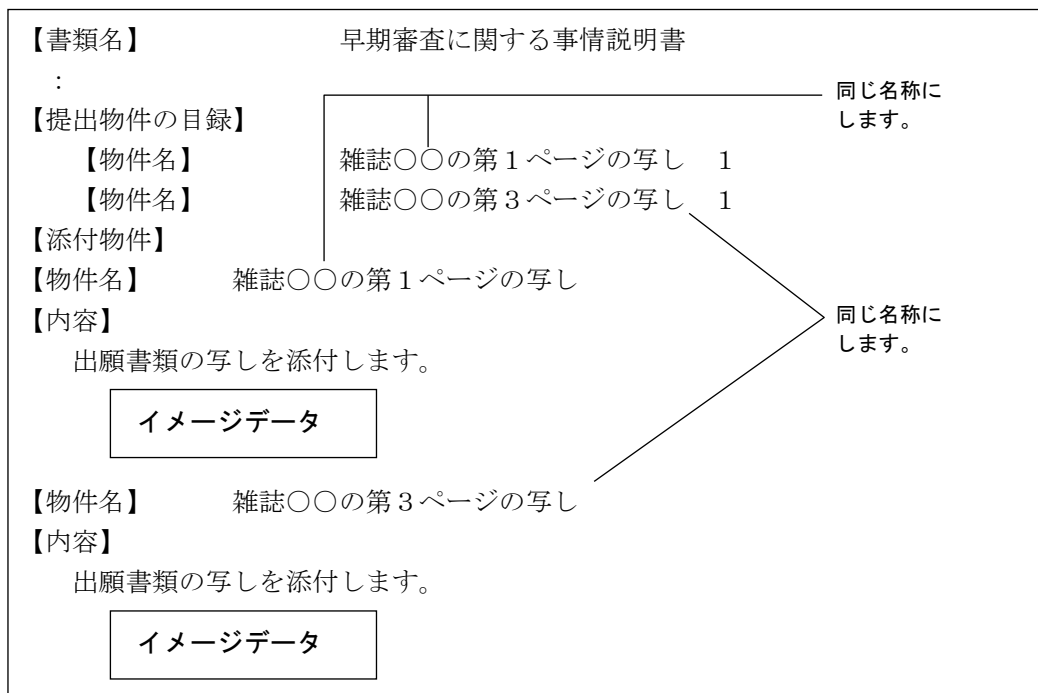 【書類名】　早期審査に関する事情説明書
：
【提出物件の目録】
【物件名】　雑誌○○の第１ページの写し　１
【物件名】　雑誌○○の第３ページの写し　１
【添付物件】
【物件名】　雑誌○○の第１ページの写し
【内容】
出願書類の写しを添付します。
イメージデータ
【物件名】　雑誌○○の第３ページの写し
【内容】
出願書類の写しを添付します。
イメージデータ
同じ名称に
します。
同じ名称に
します。